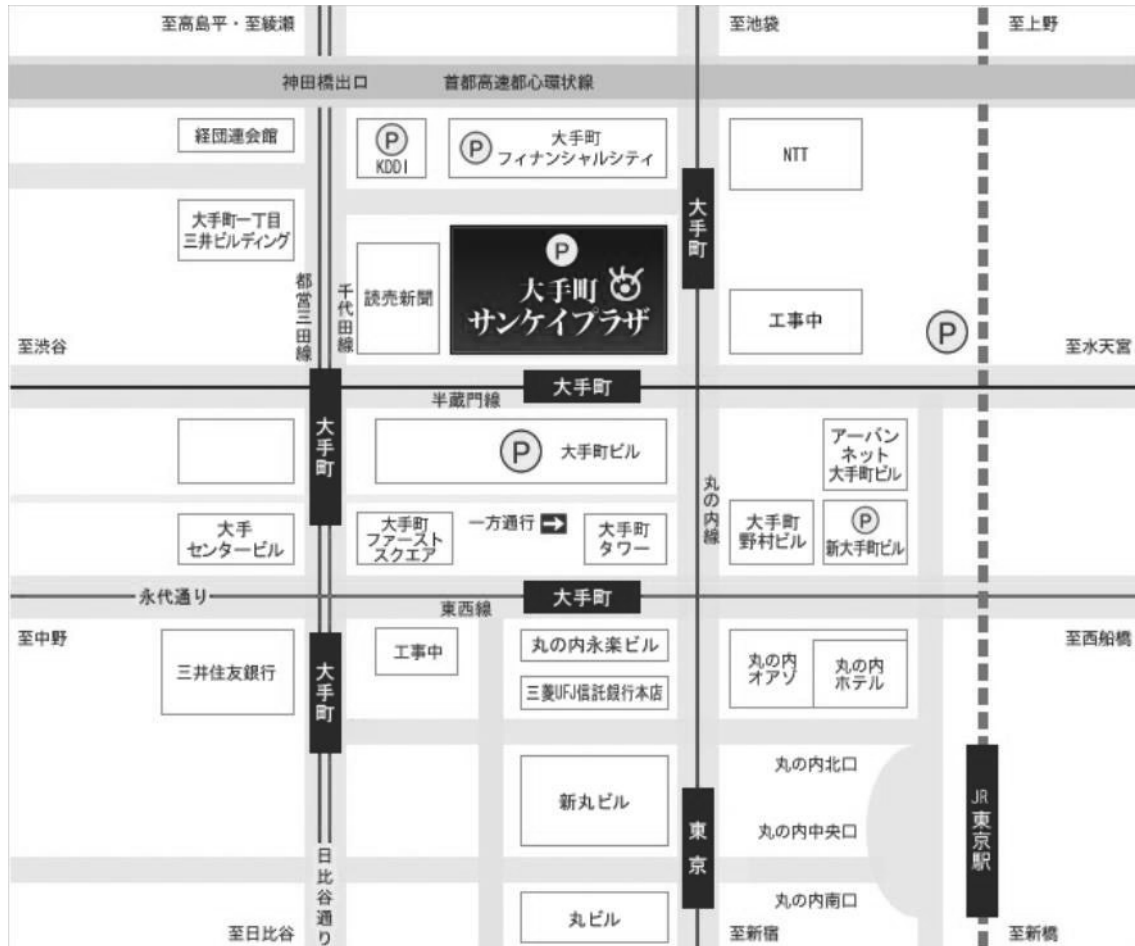 至高島平・至綾瀬
至池袋
至上野
神田橋出口
首都高速都心環状線
経団連会館
P
KDDI
P
大手町
フィナンシャルシティ
NTT
大手町
大手町一丁目
三井ビルディング
都営三田線
千代田線
読売新聞
P
大手町
サンケイプラザ
工事中
P
至渋谷
至水天宮
大手町
半蔵門線
大手町
P
大手町ビル
丸の内線
アーバン
ネット
大手町ビル
大手
センタービル
大手町
ファースト
スクエア
一方通行
大手町
タワー
大手町
野村ビル
P
新大手町ビル
永代通り
東西線
大手町
至中野
至西船橋
三井住友銀行
大手町
工事中
丸の内永楽ビル
三菱UFJ信託銀行本店
丸の内
オアゾ
丸の内
ホテル
新丸ビル
東京
丸の内北口
丸の内中央口
丸の内南口
JR東京駅
日比谷通り
丸ビル
至日比谷
至新宿
至新橋